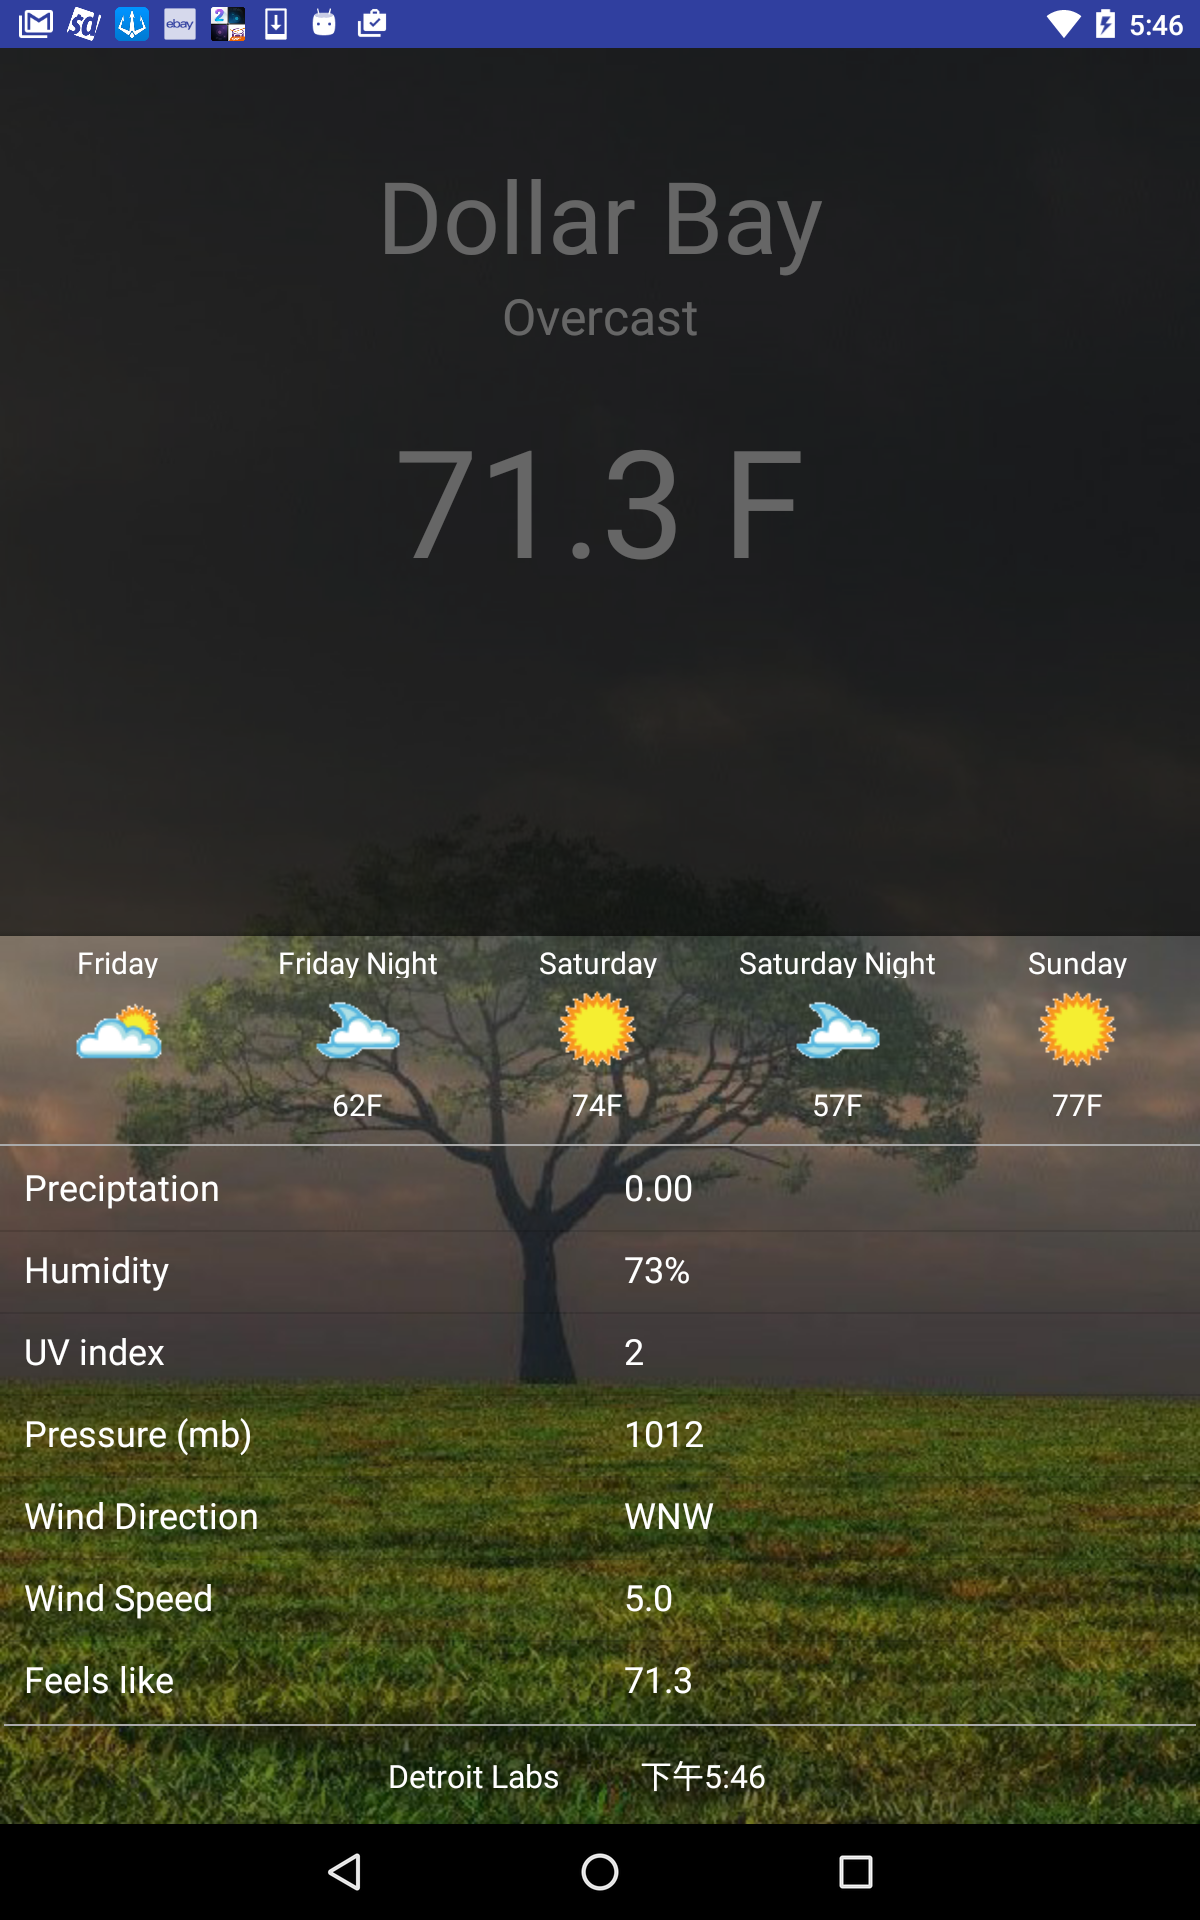 ebay
2
5:46
Dollar Bay
Overcast
71.3 F
Friday Friday Night Saturday Saturday Night Sunday
62F 74F 57F 77F
Preciptation 0.00
Humidity 73%
UV index 2
Pressure (mb) 1012
Wind Direction WNW
Wind Speed 5.0
Feels like 71.3
Detroit Labs 下午5:46